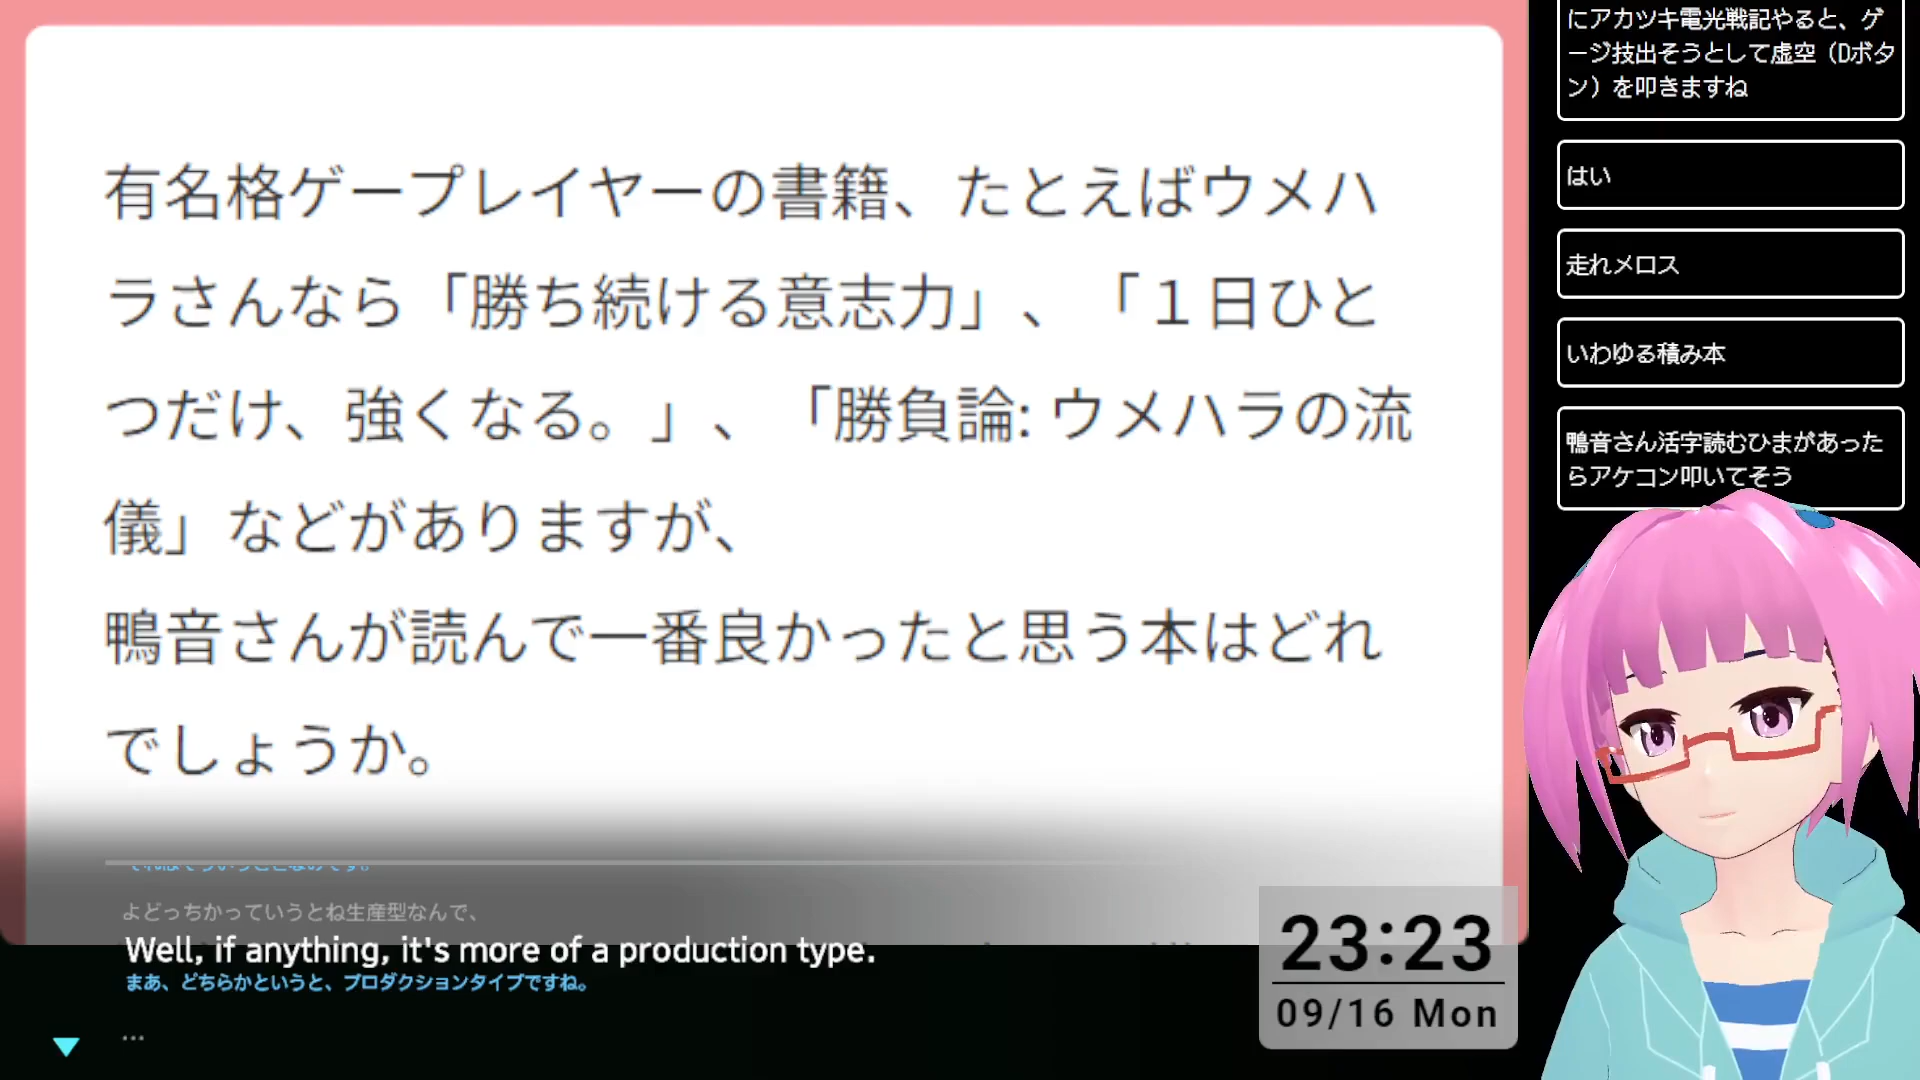 有名格ゲープレイヤーの書籍、たとえばウメハ
ラさんなら「勝ち続ける意志力」、「１日ひと
つだけ、強くなる。」、「勝負論: ウメハラの流
儀」などがありますが、
鴨音さんが読んで一番良かったと思う本はどれ
でしょうか。
よどっちかっていうとね生産型なんで、
Well, if anything, it's more of a production type.
まあ、どちらかというと、プロダクションタイプですね。
...
23:23
09/16 Mon
にアカツキ電光戦記やると、ゲ
ージ技出そうとして虚空（Dボタ
ン）を叩きますね
はい
走れメロス
いわゆる積み本
鴨音さん活字読むひまがあった
らアケコン叩いてそう